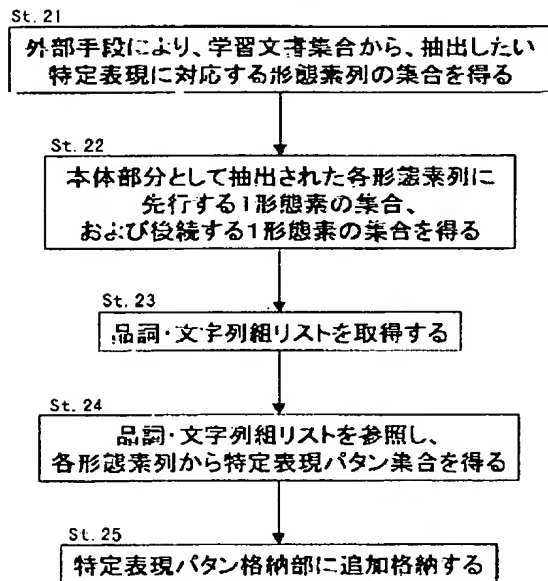 St. 21
外部手段により、学習文書集合から、抽出したい
特定表現に対応する形態素列の集合を得る
St. 22
本体部分として抽出された各形態素列に
先行する1形態素の集合、
および後続する1形態素の集合を得る
St. 23
品詞・文字列組リストを取得する
St. 24
品詞・文字列組リストを参照し、
各形態素列から特定表現パタン集合を得る
St. 25
特定表現パタン格納部に追加格納する